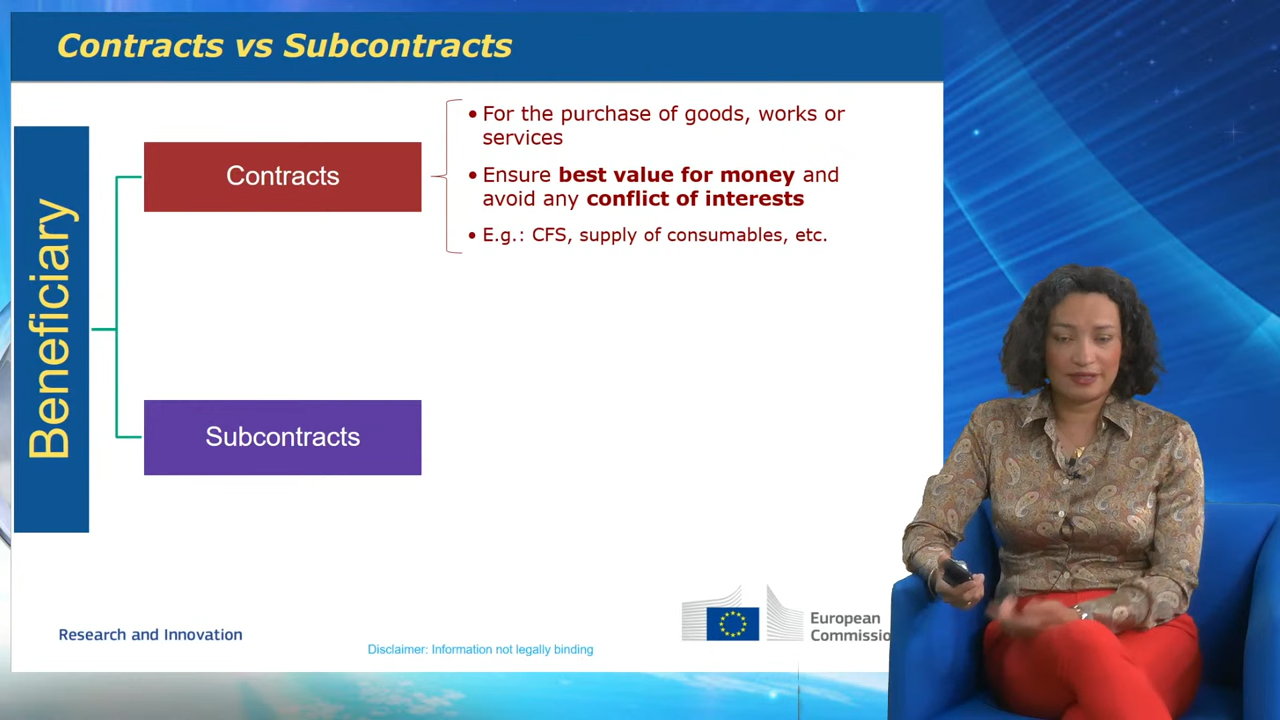 Contracts vs Subcontracts
Beneficiary
Contracts
• For the purchase of goods, works or
services
• Ensure best value for money and
avoid any conflict of interests
• E.g.: CFS, supply of consumables, etc.
Subcontracts
Research and Innovation
Disclaimer: Information not legally binding
European
Commissio